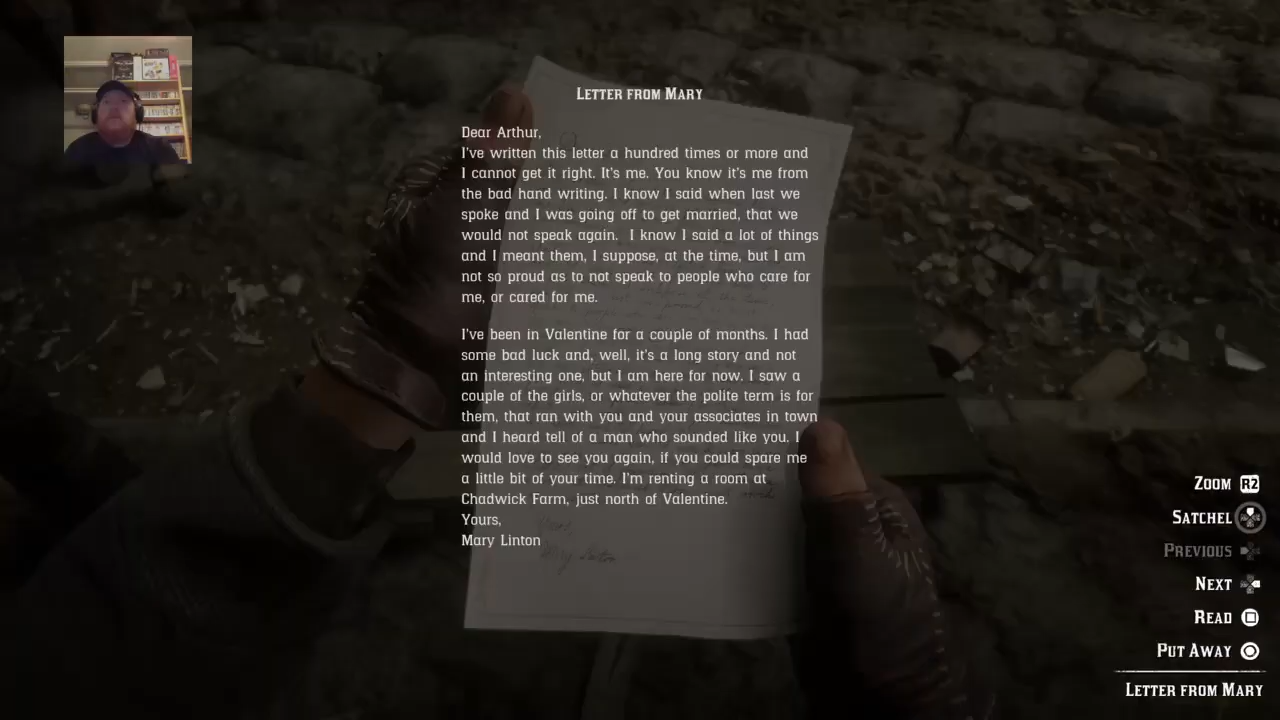 Letter from Mary
Dear Arthur,
I've written this letter a hundred times or more and
I cannot get it right. It's me. You know it's me from
the bad hand writing. I know I said when last we
spoke and I was going off to get married, that we
would not speak again. I know I said a lot of things
and I meant them, I suppose, at the time, but I am
not so proud as to not speak to people who care for
me, or cared for me.
I've been in Valentine for a couple of months. I had
some bad luck and, well, it's a long story and not
an interesting one, but I am here for now. I saw a
couple of the girls, or whatever the polite term is for
them, that ran with you and your associates in town
and I heard tell of a man who sounded like you. I
would love to see you again, if you could spare me
a little bit of your time. I'm renting a room at
Chadwick Farm, just north of Valentine.
Yours,
Mary Linton
Zoom R2
Satchel
Previous
Next
Read
Put Away
Letter from Mary